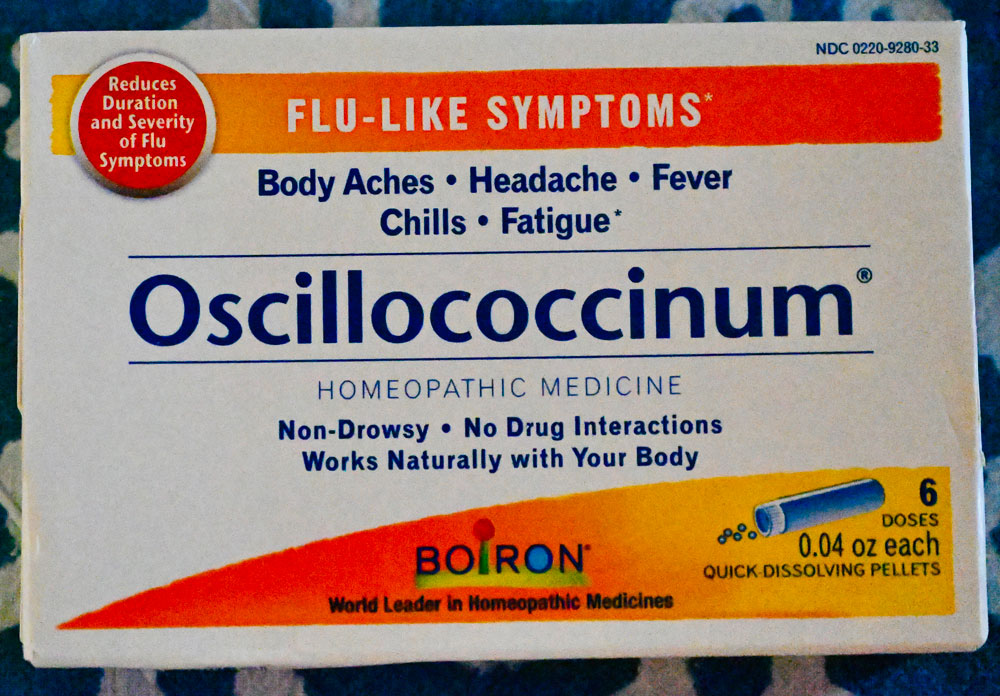 NDC 0220-9280-33
Reduces
Duration
and Severity
of Flu
Symptoms
FLU-LIKE SYMPTOMS*
Body Aches • Headache • Fever
Chills • Fatigue*
Oscillococcinum®
HOMEOPATHIC MEDICINE
Non-Drowsy • No Drug Interactions
Works Naturally with Your Body
6
DOSES
0.04 oz each
QUICK-DISSOLVING PELLETS
BOIRON®
World Leader in Homeopathic Medicines